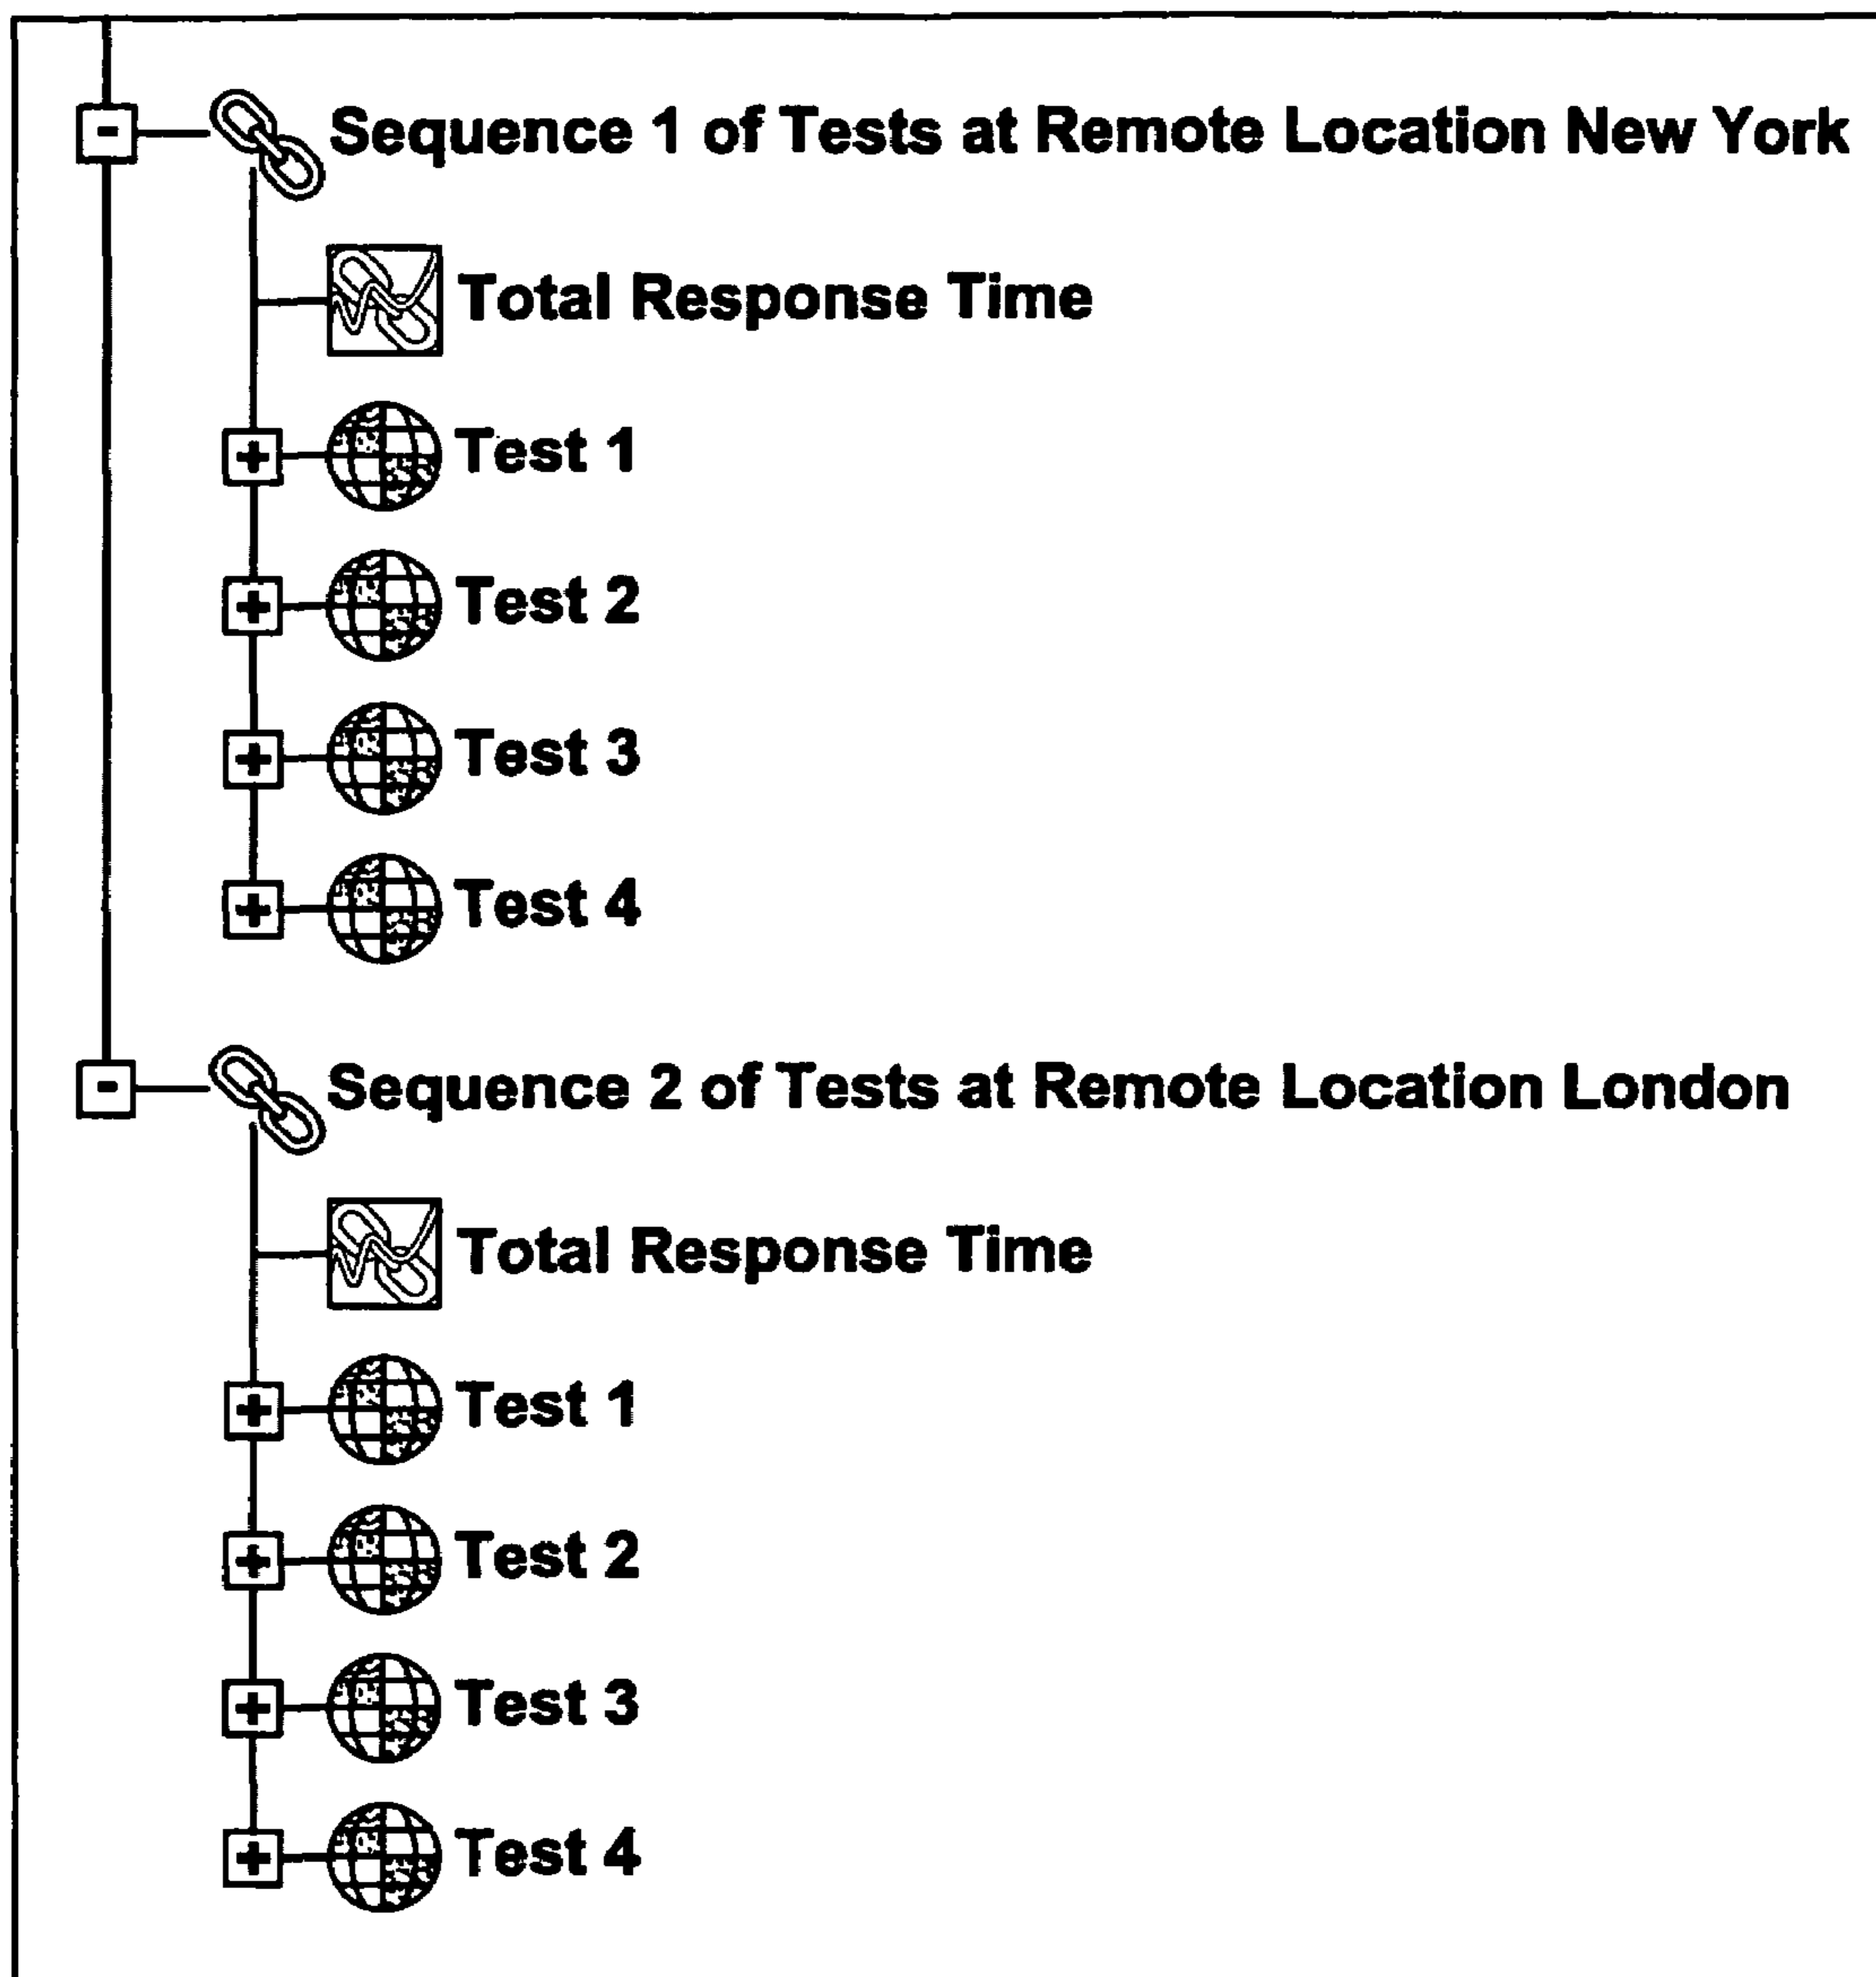 Sequence 1 of Tests at Remote Location New York
Total Response Time
Test 1
Test 2
Test 3
Test 4
Sequence 2 of Tests at Remote Location London
Total Response Time
Test 1
Test 2
Test 3
Test 4